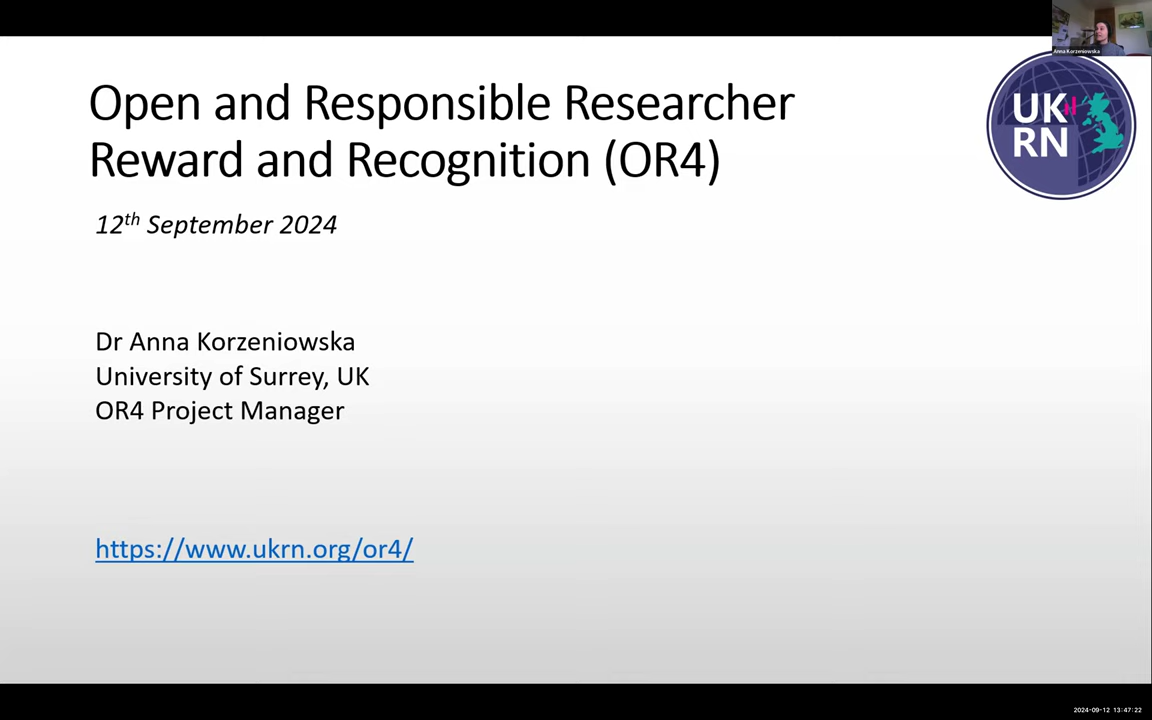 Anna Korzeniowska
Open and Responsible Researcher
Reward and Recognition (OR4)
UK
RN
12th September 2024
Dr Anna Korzeniowska
University of Surrey, UK
OR4 Project Manager
https://www.ukrn.org/or4/
2024-09-12 13:47:22